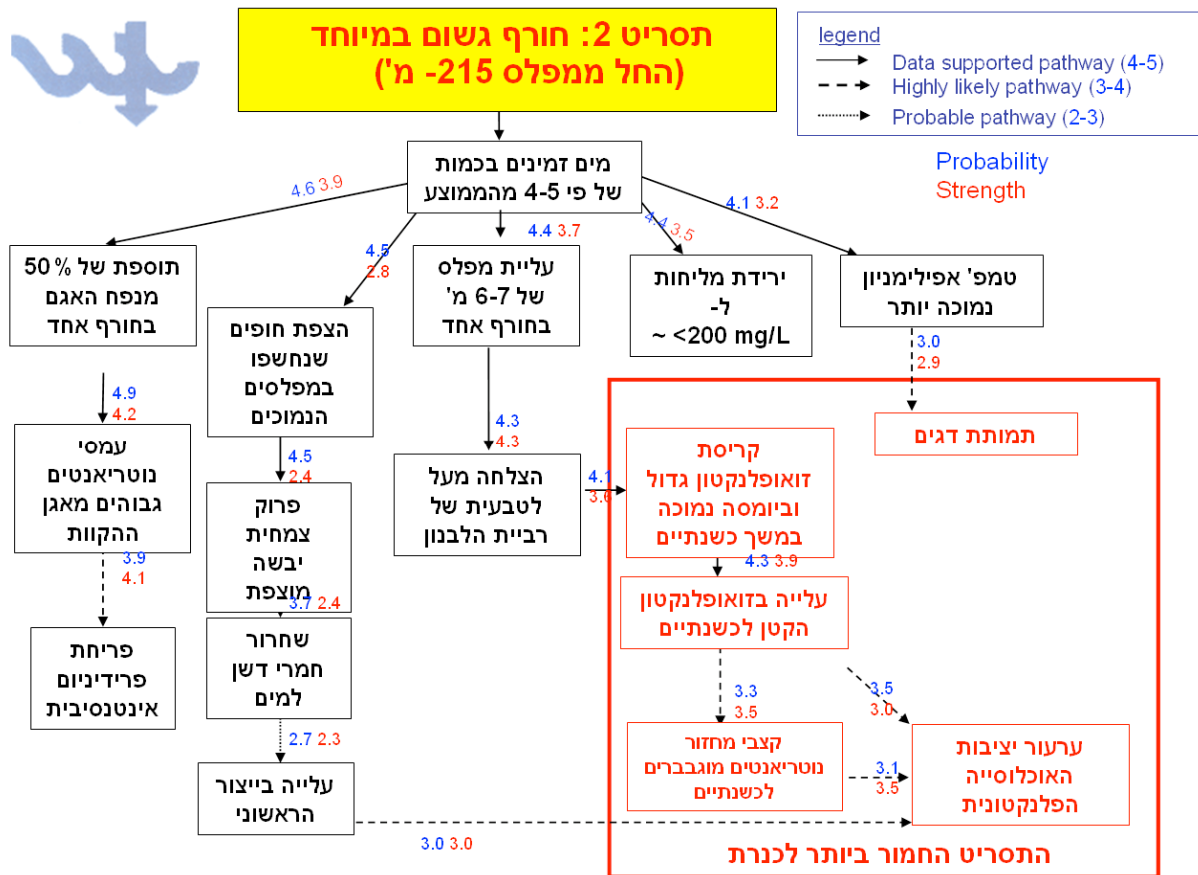 תסריט 2: חורף גשום במיוחד
(החל ממפלס 215- מ')
legend
Data supported pathway (4-5)
Highly likely pathway (3-4)
Probable pathway (2-3)
Probability
Strength
מים זמינים בכמות
של פי 4-5 מהממוצע
4.6 3.9
4.5
2.8
4.4 3.7
4.4 3.5
4.1 3.2
תוספת של 50%
מנפח האגם
בחורף אחד
הצפת חופים
שנחשפו
במפלסים
הנמוכים
עליית מפלס
של 6-7 מ'
בחורף אחד
ירידת מליחות
ל-
~ <200 mg/L
טמפ' אפילימניון
נמוכה יותר
4.9
4.2
4.5
2.4
4.3
4.3
3.0
2.9
עמסי
נוטריאנטים
גבוהים מאגן
ההקוות
פרוק
צמחית
יבשה
מוצפת
הצלחה מעל
לטבעית של
רביית הלבנון
4.1
3.6
קריסת
זואופלנקטון גדול
וביומסה נמוכה
במשך כשנתיים
תמותת דגים
3.9
4.1
3.7 2.4
4.3 3.9
פריחת
פרידיניום
אינטנסיבית
שחרור
חמרי דשן
למים
עלייה בזואופלנקטון
הקטן לכשנתיים
2.7 2.3
3.3
3.5
3.5
3.0
עלייה בייצור
הראשוני
קצבי מחזור
נוטריאנטים מוגבברים
לכשנתיים
3.1
3.5
ערעור יציבות
האוכלוסייה
הפלנקטונית
3.0 3.0
התסריט החמור ביותר לכנרת